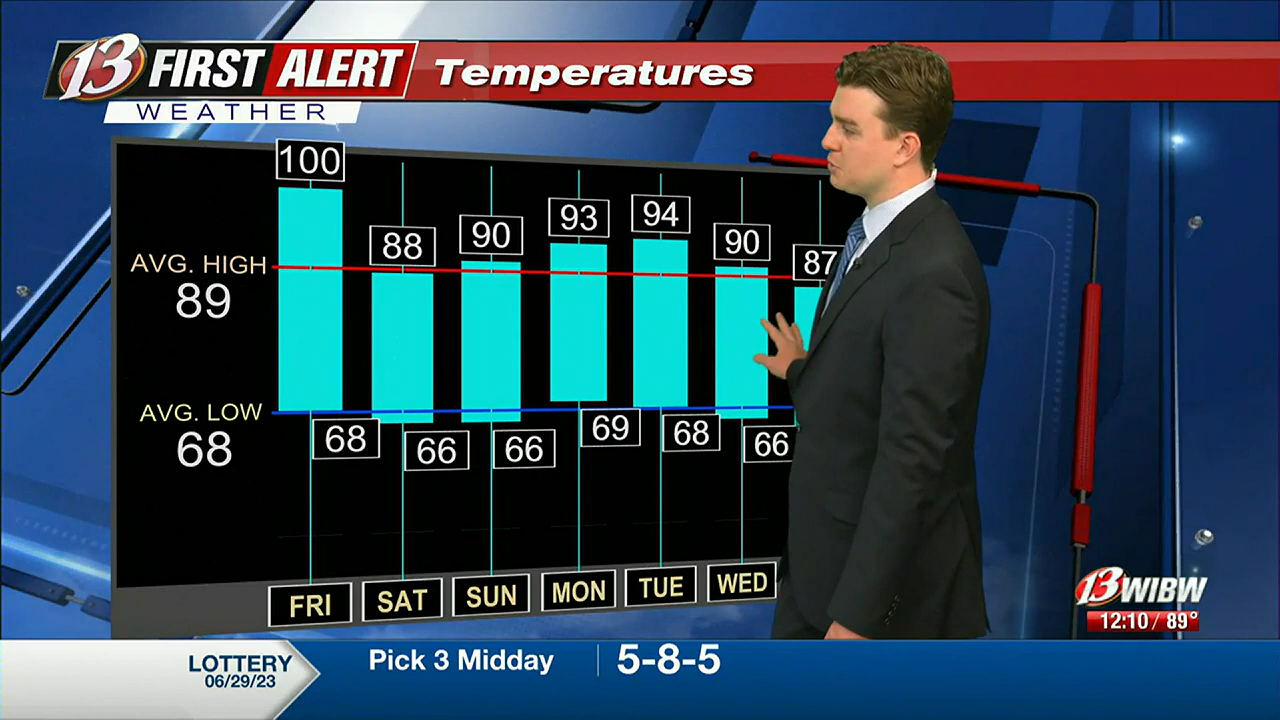 13 FIRST ALERT
WEATHER
Temperatures
100
88
90
93
94
90
87
AVG. HIGH
89
AVG. LOW
68
68
66
66
69
68
66
FRI
SAT
SUN
MON
TUE
WED
13 WIBW
12:10 / 89°
LOTTERY
06/29/23
Pick 3 Midday
5-8-5